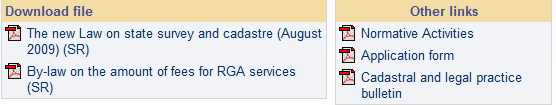 Download file
The new Law on state survey and cadastre (August
2009) (SR)
By-law on the amount of fees for RGA services
(SR)
Other links
Normative Activities
Application form
Cadastral and legal practice
bulletin